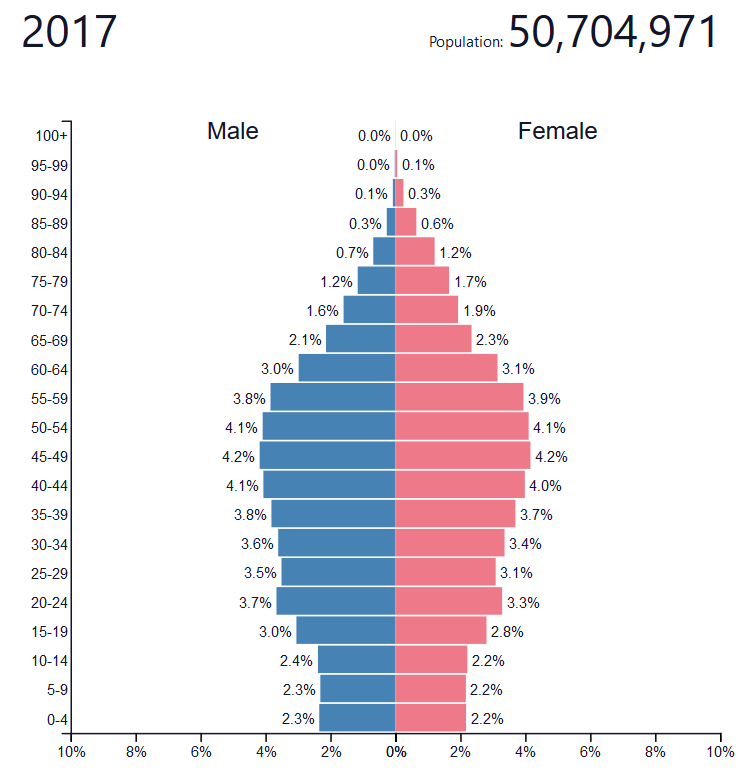 2017 Population: 50,704,971
Male Female
100+ 0.0% 0.0%
95-99 0.0% 0.1%
90-94 0.1% 0.3%
85-89 0.3% 0.6%
80-84 0.7% 1.2%
75-79 1.2% 1.7%
70-74 1.6% 1.9%
65-69 2.1% 2.3%
60-64 3.0% 3.1%
55-59 3.8% 3.9%
50-54 4.1% 4.1%
45-49 4.2% 4.2%
40-44 4.1% 4.0%
35-39 3.8% 3.7%
30-34 3.6% 3.4%
25-29 3.5% 3.1%
20-24 3.7% 3.3%
15-19 3.0% 2.8%
10-14 2.4% 2.2%
5-9 2.3% 2.2%
0-4 2.3% 2.2%
10% 8% 6% 4% 2% 0% 2% 4% 6% 8% 10%